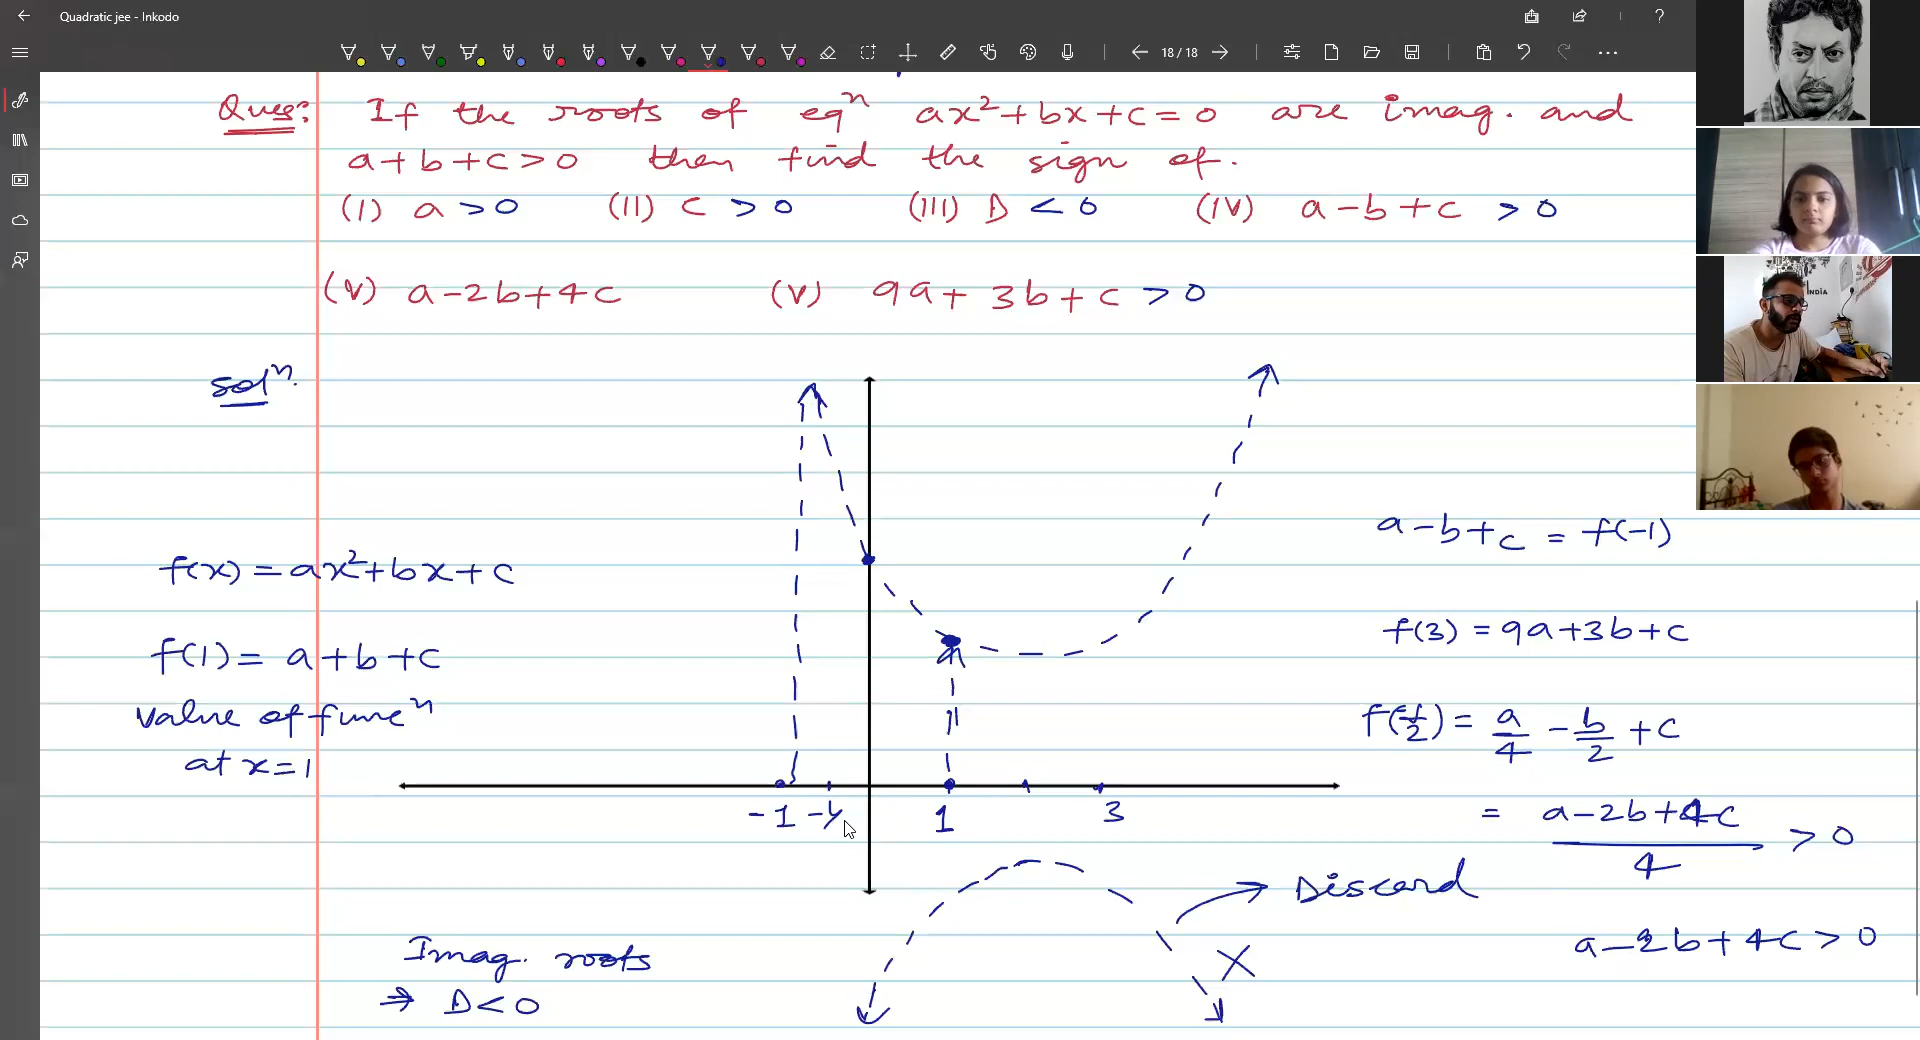 Quadratic jee - Inkodo
18 / 18
Ques: If the roots of eqⁿ ax²+bx+c=0 are imag. and
a+b+c>0 then find the sign of.
(I) a >0 (II) c >0 (III) D <0 (IV) a-b+c >0
(V) a-2b+4c (V) 9a+3b+c >0
Solⁿ.
a-b+c = f(-1)
f(x) = ax²+bx+c
f(3) = 9a+3b+c
f(1) = a+b+c
value of funcⁿ
at x=1
f(-1/2) = a/4 - b/2 + c
-1 1 3
= (a-2b+4c)/4 > 0
Discard
a-2b+4c > 0
Imag. roots
⇒ D<0
INDIA